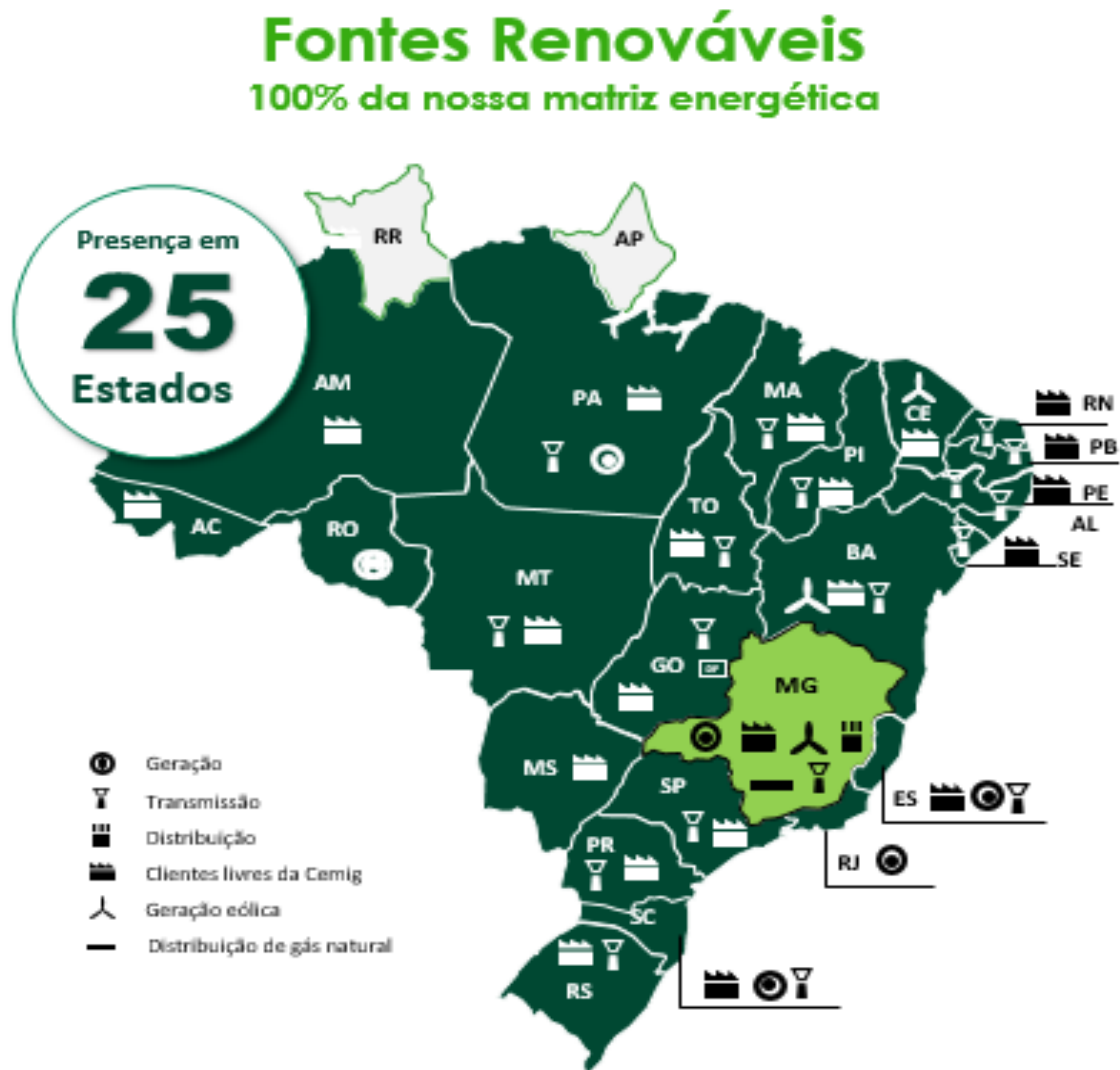 Fontes Renováveis
100% da nossa matriz energética
Presença em
25
Estados
RR
AP
AM
PA
MA
CE
RN
PB
PI
PE
TO
AL
AC
RO
BA
SE
MT
GO
DF
MG
MS
SP
ES
PR
RJ
SC
RS
Geração
Transmissão
Distribuição
Clientes livres da Cemig
Geração eólica
Distribuição de gás natural